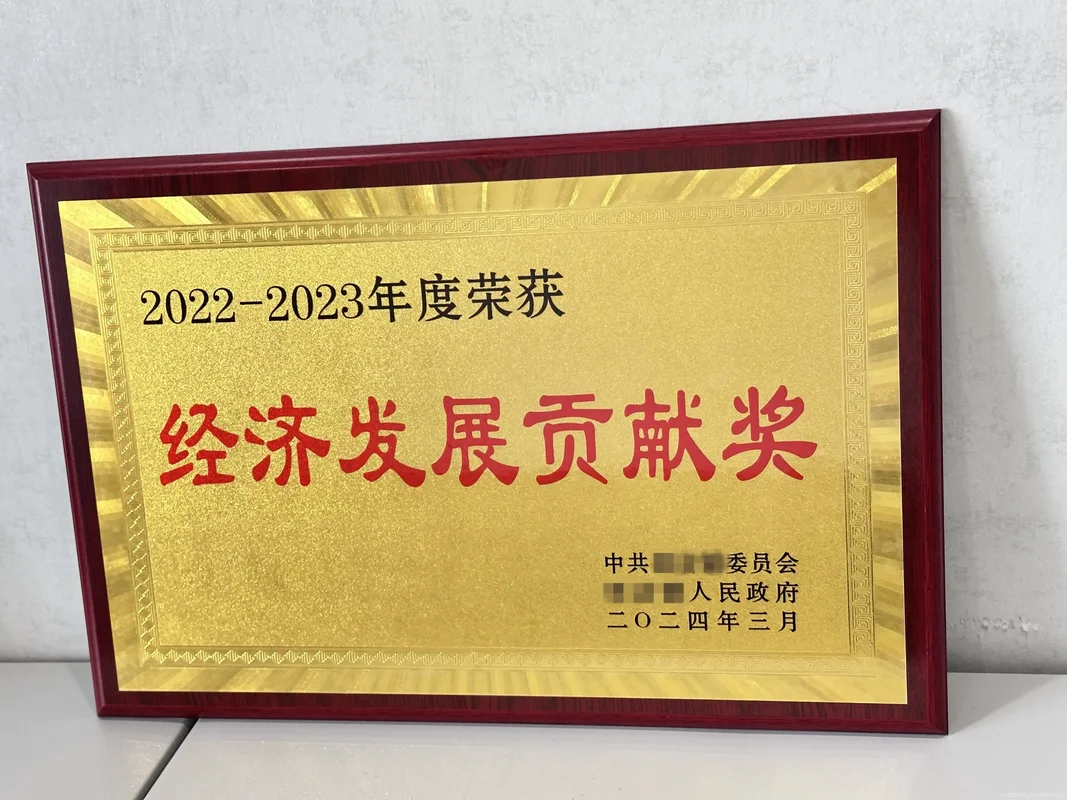 2022-2023年度荣获
经济发展贡献奖
中共 委员会
人民政府
二〇二四年三月